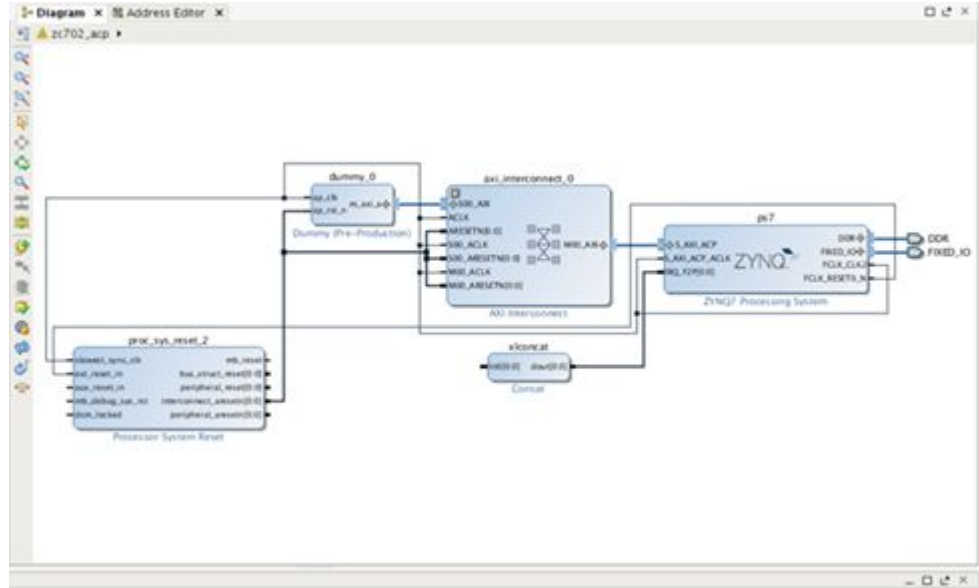 Diagram × Address Editor ×
zc702_acp
dummy_0
m_axi_s
Dummy (Pre-Production)
axi_interconnect_0
S00_AXI
ACLK
ARESETN[0:0]
S00_ACLK
S00_ARESETN[0:0]
M00_ACLK
M00_ARESETN[0:0]
M00_AXI
AXI Interconnect
ps7
S_AXI_ACP
S_AXI_ACP_ACLK
IRQ_F2P[0:0]
ZYNQ
DDR
FIXED_IO
FCLK_CLK2
FCLK_RESET2_N
ZYNQ7 Processing System
DDR
FIXED_IO
proc_sys_reset_2
slowest_sync_clk
ext_reset_in
aux_reset_in
mb_debug_sys_rst
dcm_locked
mb_reset
bus_struct_reset[0:0]
peripheral_reset[0:0]
interconnect_aresetn[0:0]
peripheral_aresetn[0:0]
Processor System Reset
xlconcat
In0[0:0] dout[0:0]
Concat